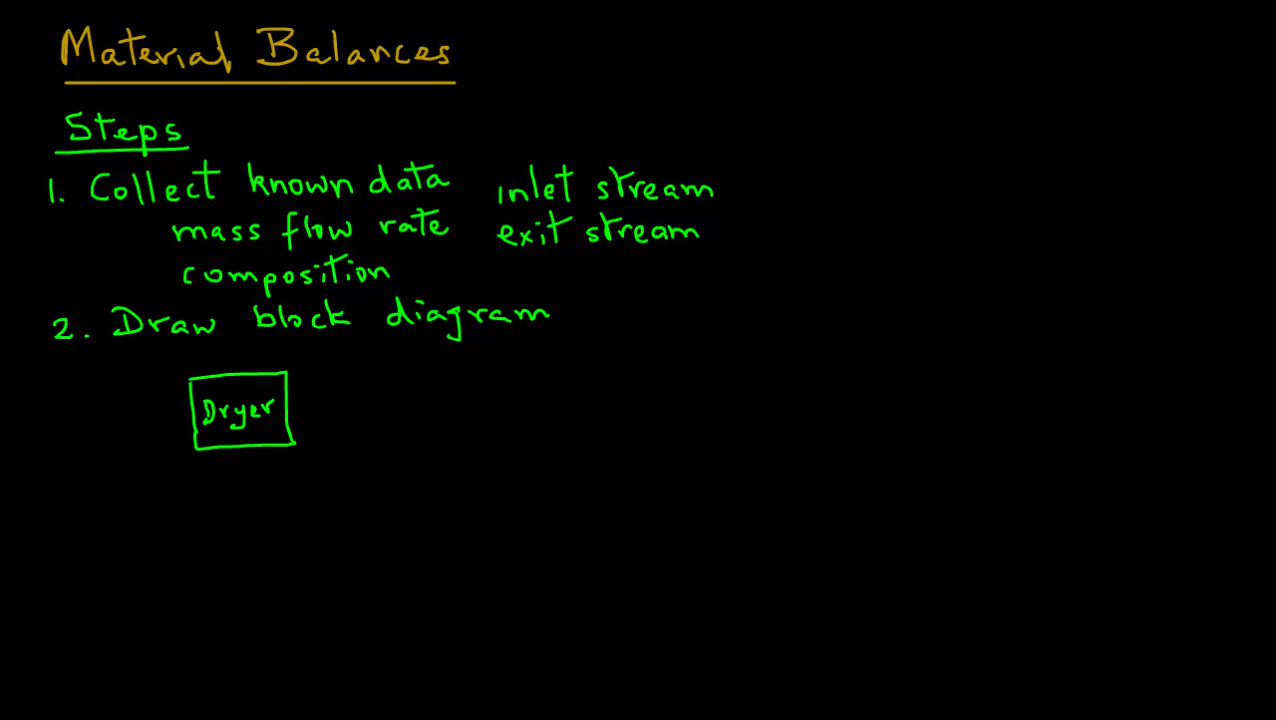 Material Balances
Steps
1. Collect known data inlet stream
mass flow rate exit stream
composition
2. Draw block diagram
Dryer